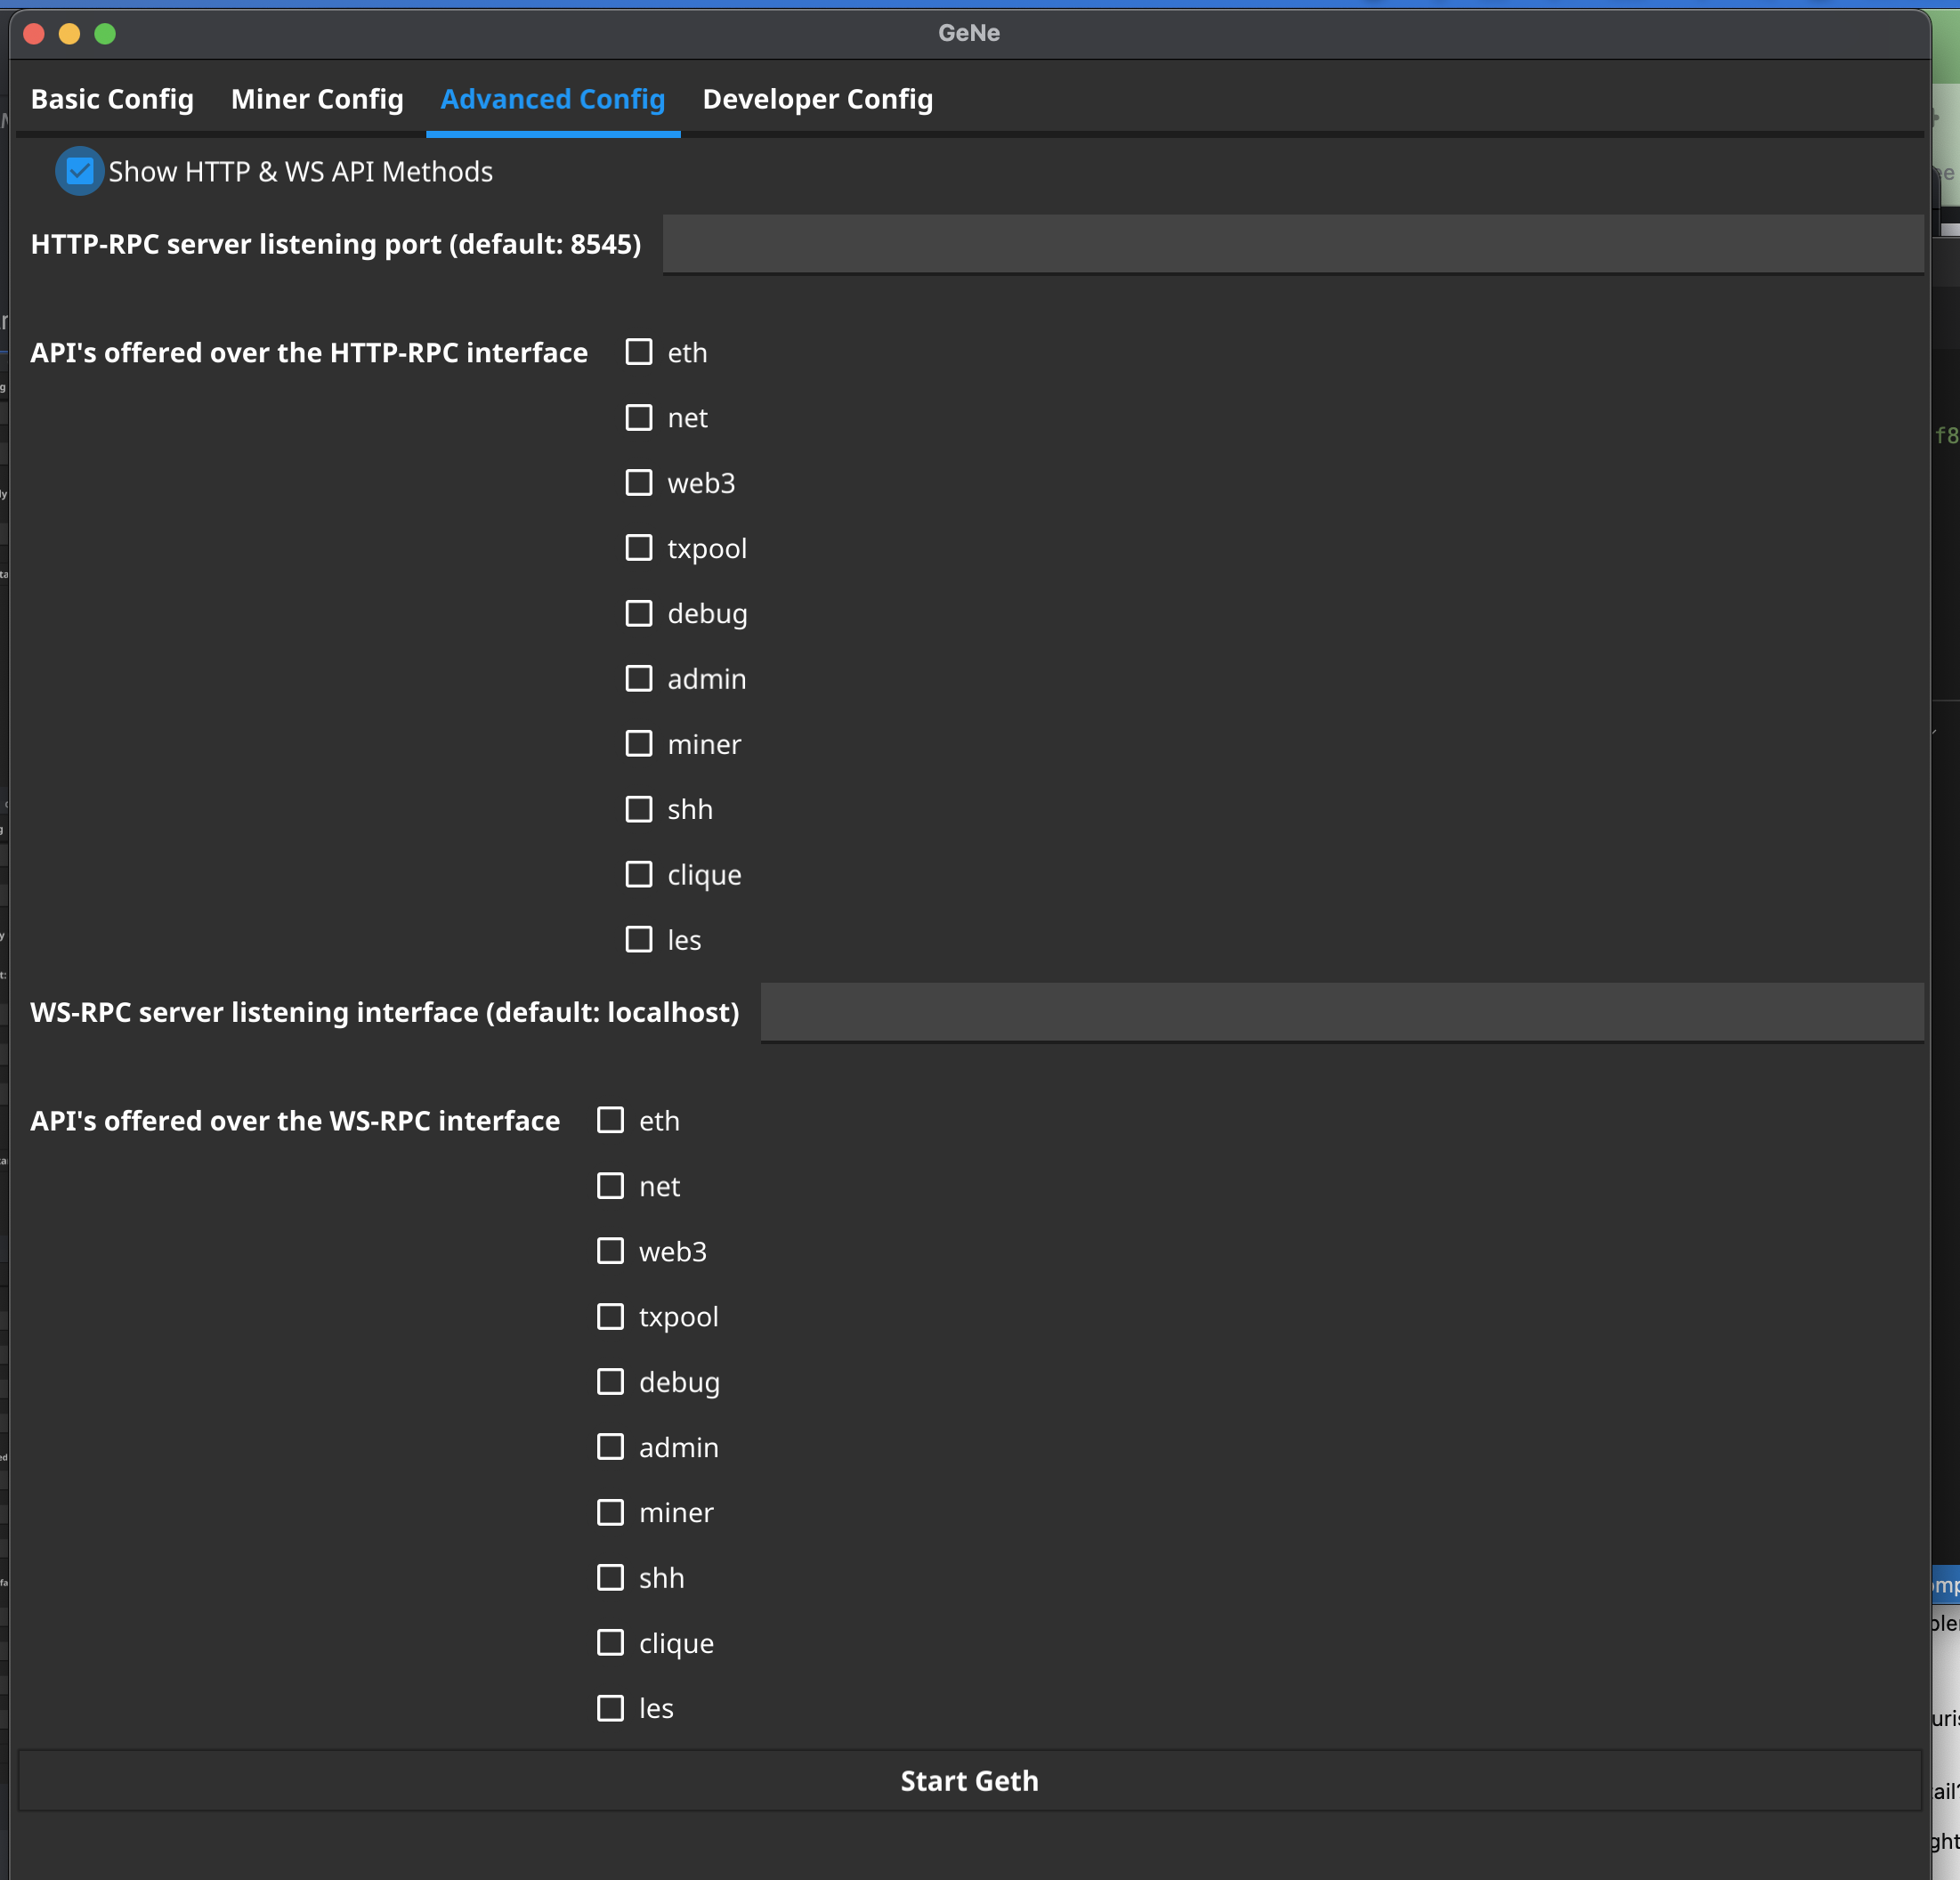 GeNe
Basic Config Miner Config Advanced Config Developer Config
Show HTTP & WS API Methods
HTTP-RPC server listening port (default: 8545)
API's offered over the HTTP-RPC interface eth
net
web3
txpool
debug
admin
miner
shh
clique
les
WS-RPC server listening interface (default: localhost)
API's offered over the WS-RPC interface eth
net
web3
txpool
debug
admin
miner
shh
clique
les
Start Geth